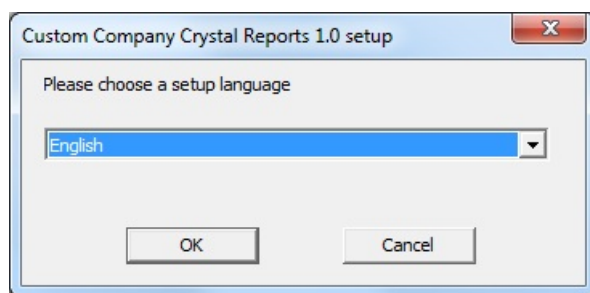 Custom Company Crystal Reports 1.0 setup
Please choose a setup language
English
OK
Cancel